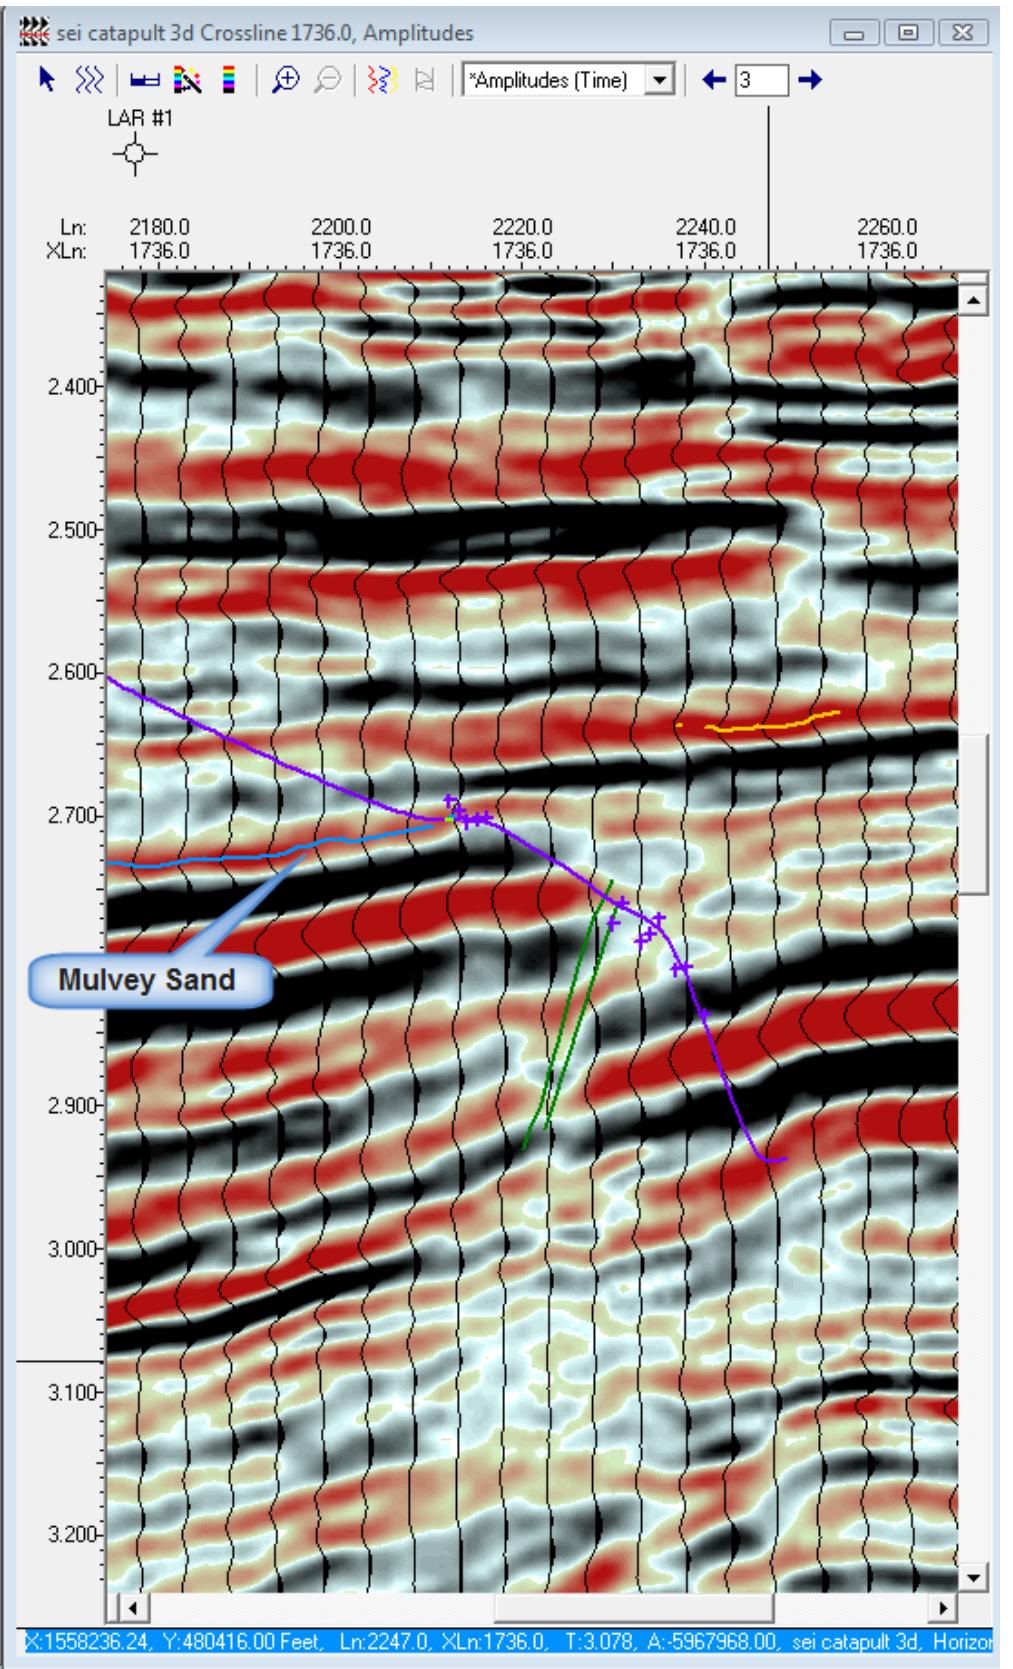 sei catapult 3d Crossline 1736.0, Amplitudes
*Amplitudes (Time)
3
LAR #1
Ln: 2180.0 2200.0 2220.0 2240.0 2260.0
XLn: 1736.0 1736.0 1736.0 1736.0 1736.0
2.400
2.500
2.600
2.700
Mulvey Sand
2.900
3.000
3.100
3.200
X:1558236.24, Y:480416.00 Feet, Ln:2247.0, XLn:1736.0, T:3.078, A:-5967968.00, sei catapult 3d, Horizor